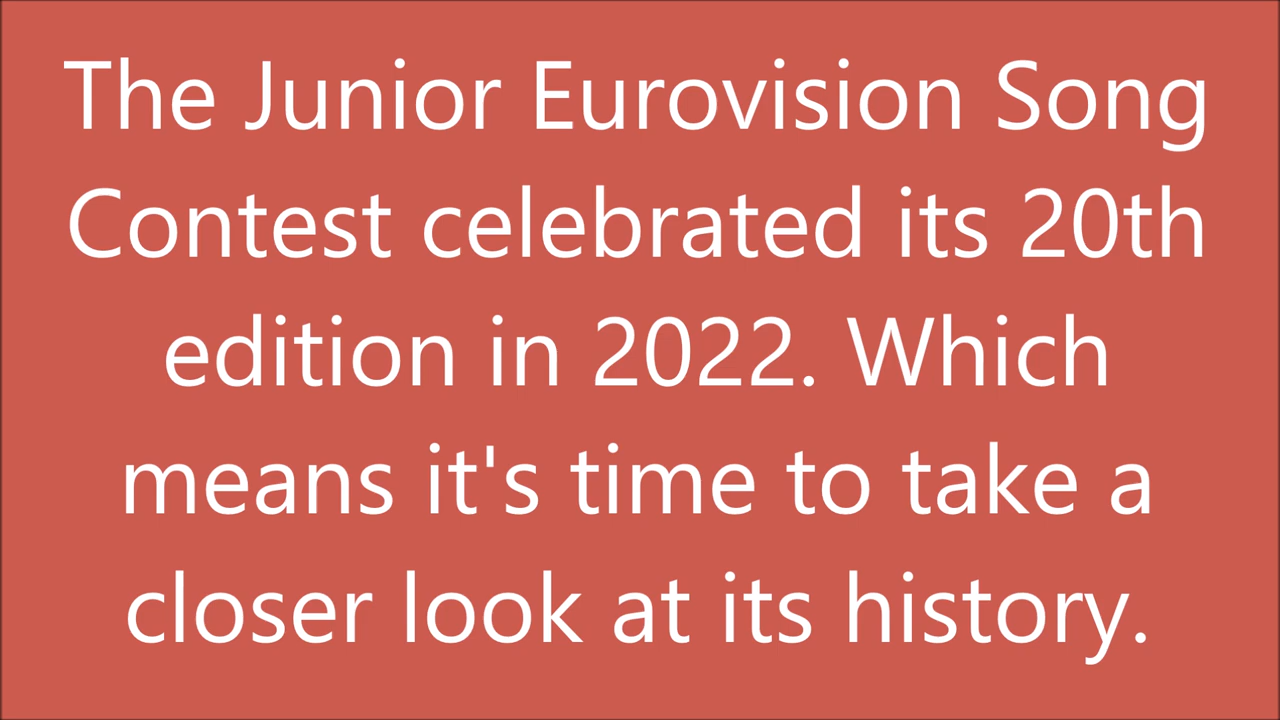 The Junior Eurovision Song
Contest celebrated its 20th
edition in 2022. Which
means it's time to take a
closer look at its history.